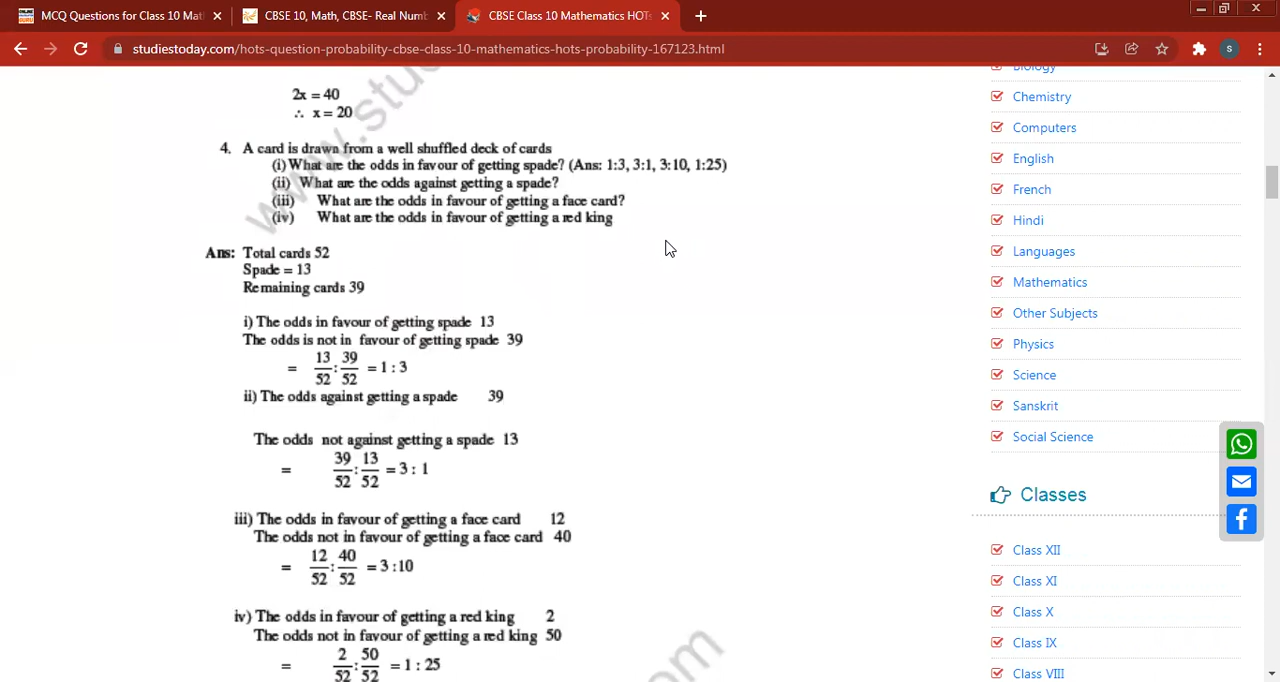 MCQ Questions for Class 10 Mat
CBSE 10, Math, CBSE- Real Numb
CBSE Class 10 Mathematics HOTs
studiestoday.com/hots-question-probability-cbse-class-10-mathematics-hots-probability-167123.html
S
2x = 40
∴ x = 20
4. A card is drawn from a well shuffled deck of cards
(i) What are the odds in favour of getting spade? (Ans: 1:3, 3:1, 3:10, 1:25)
(ii) What are the odds against getting a spade?
(iii) What are the odds in favour of getting a face card?
(iv) What are the odds in favour of getting a red king
Ans: Total cards 52
Spade = 13
Remaining cards 39
i) The odds in favour of getting spade 13
The odds is not in favour of getting spade 39
= 13/52 : 39/52 = 1 : 3
ii) The odds against getting a spade 39
The odds not against getting a spade 13
= 39/52 : 13/52 = 3 : 1
iii) The odds in favour of getting a face card 12
The odds not in favour of getting a face card 40
= 12/52 : 40/52 = 3 : 10
iv) The odds in favour of getting a red king 2
The odds not in favour of getting a red king 50
= 2/52 : 50/52 = 1 : 25
www.stu
om
Biology
Chemistry
Computers
English
French
Hindi
Languages
Mathematics
Other Subjects
Physics
Science
Sanskrit
Social Science
Classes
Class XII
Class XI
Class X
Class IX
Class VIII